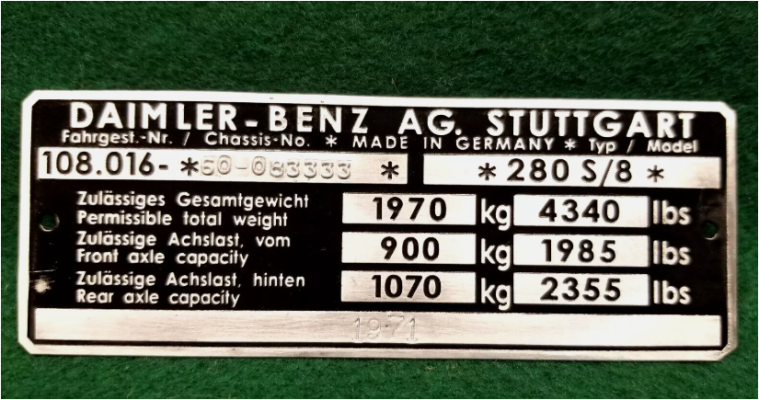 DAIMLER-BENZ AG. STUTTGART
Fahrgest.-Nr. / Chassis-No. * MADE IN GERMANY * Typ / Model
108.016- *60-083333 * * 280 S/8 *
Zulässiges Gesamtgewicht
Permissible total weight 1970 kg 4340 lbs
Zulässige Achslast, vom
Front axle capacity 900 kg 1985 lbs
Zulässige Achslast, hinten
Rear axle capacity 1070 kg 2355 lbs
1971